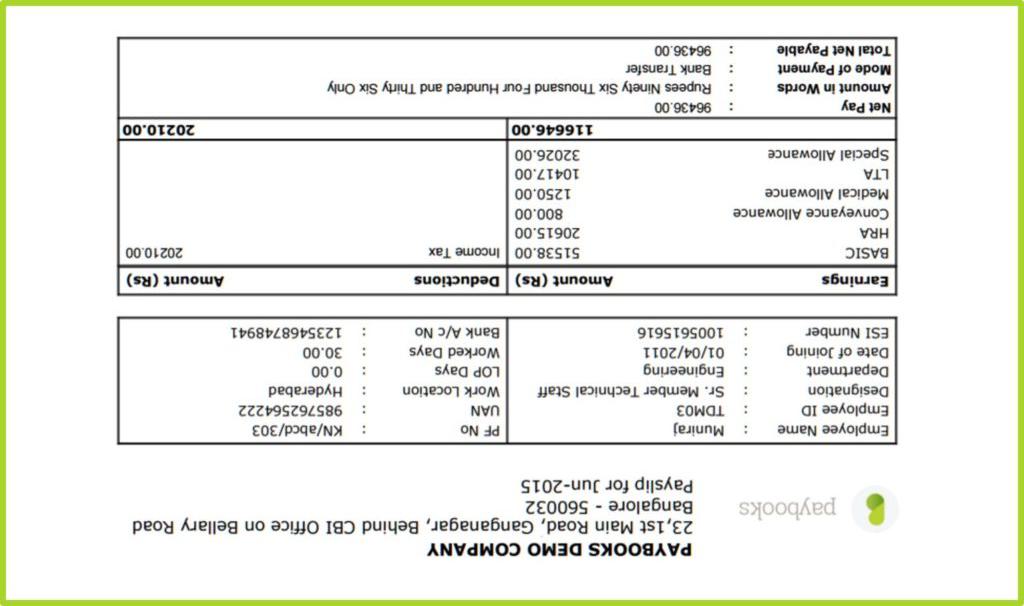 paybooks
PAYBOOKS DEMO COMPANY
23,1st Main Road, Ganganagar, Behind CBI Office on Bellary Road
Bangalore - 560032
Payslip for Jun-2015
Employee Name : Muniraj PF No : KN/abcd/303
Employee ID : TDM03 UAN : 985762564222
Designation : Sr. Member Technical Staff Work Location : Hyderabad
Department : Engineering LOP Days : 0.00
Date of Joining : 01/04/2011 Worked Days : 30.00
ESI Number : 1005615616 Bank A/c No : 1235468748941
Earnings Amount (Rs) Deductions Amount (Rs)
BASIC 51538.00 Income Tax 20210.00
HRA 20615.00
Conveyance Allowance 800.00
Medical Allowance 1250.00
LTA 10417.00
Special Allowance 32026.00
116646.00 20210.00
Net Pay : 96436.00
Amount in Words : Rupees Ninety Six Thousand Four Hundred and Thirty Six Only
Mode of Payment : Bank Transfer
Total Net Payable : 96436.00